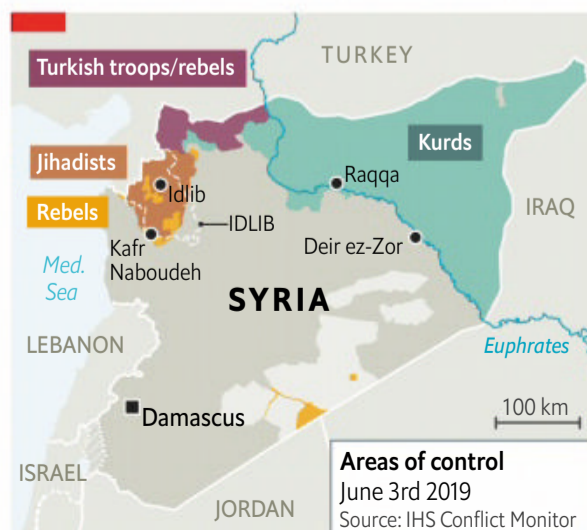 TURKEY
Turkish troops/rebels
Kurds
Jihadists
Idlib
Raqqa
IRAQ
Rebels
IDLIB
Kafr
Naboudeh
Deir ez-Zor
Med.
Sea
SYRIA
LEBANON
Euphrates
Damascus
100 km
ISRAEL
JORDAN
Areas of control
June 3rd 2019
Source: IHS Conflict Monitor